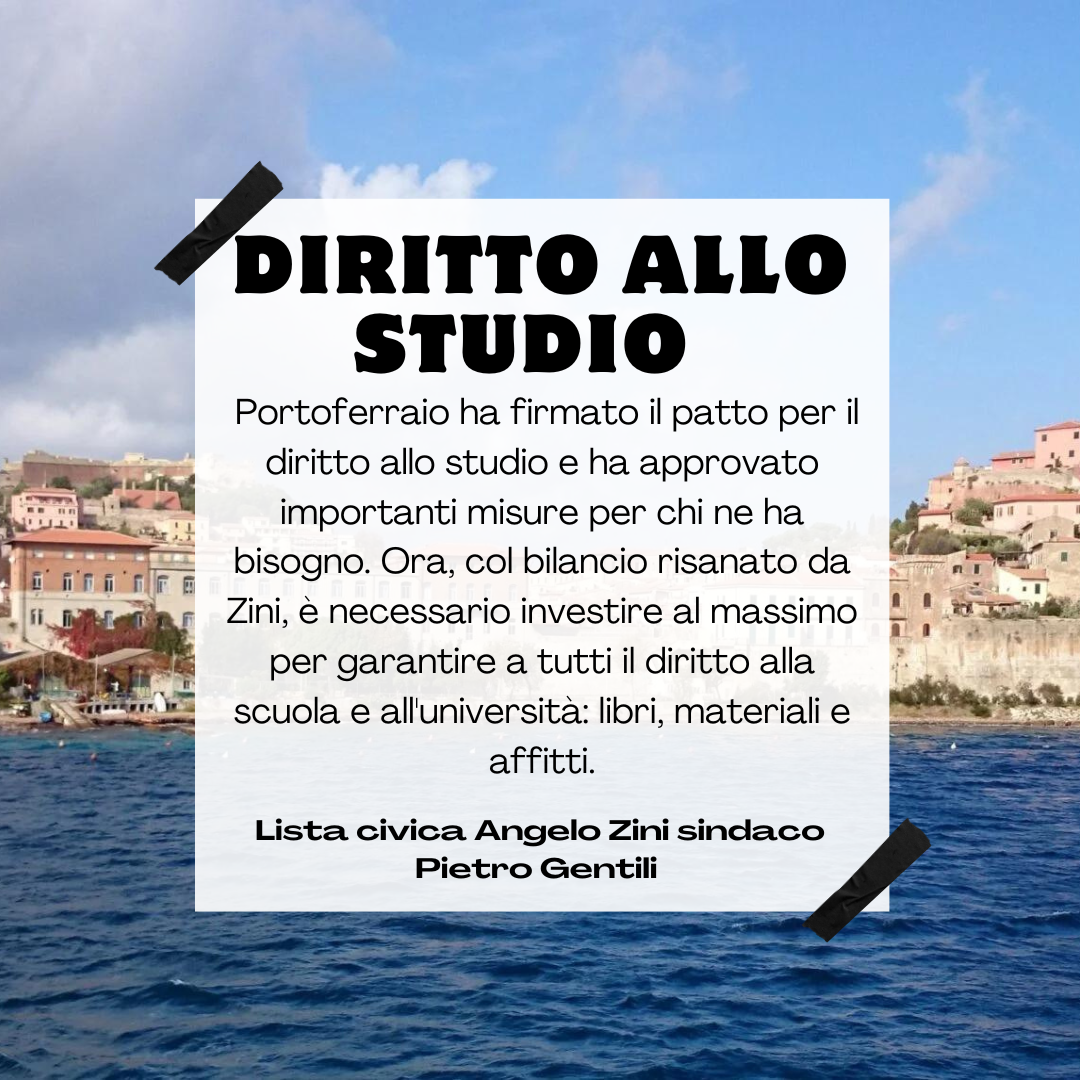 DIRITTO ALLO
STUDIO
Portoferraio ha firmato il patto per il
diritto allo studio e ha approvato
importanti misure per chi ne ha
bisogno. Ora, col bilancio risanato da
Zini, è necessario investire al massimo
per garantire a tutti il diritto alla
scuola e all'università: libri, materiali e
affitti.
Lista civica Angelo Zini sindaco
Pietro Gentili